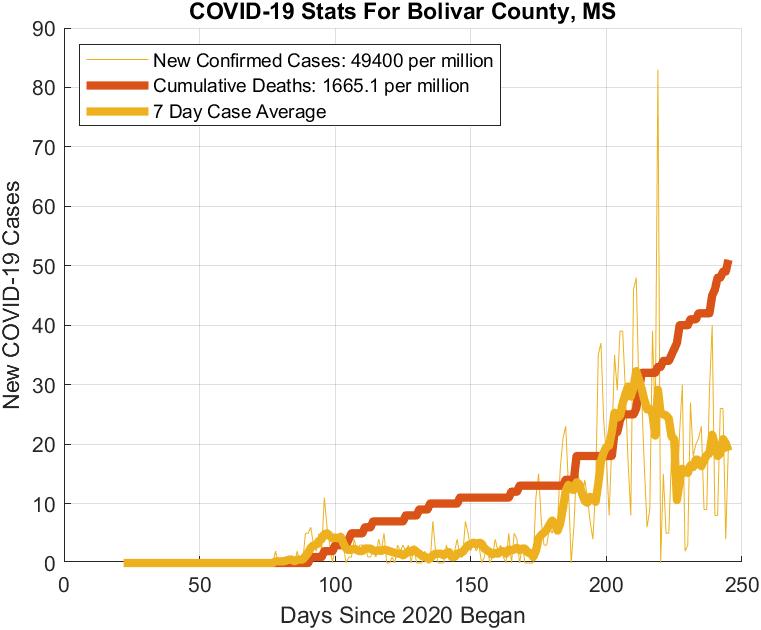 COVID-19 Stats For Bolivar County, MS
New Confirmed Cases: 49400 per million
Cumulative Deaths: 1665.1 per million
7 Day Case Average
New COVID-19 Cases
90
80
70
60
50
40
30
20
10
0
0 50 100 150 200 250
Days Since 2020 Began